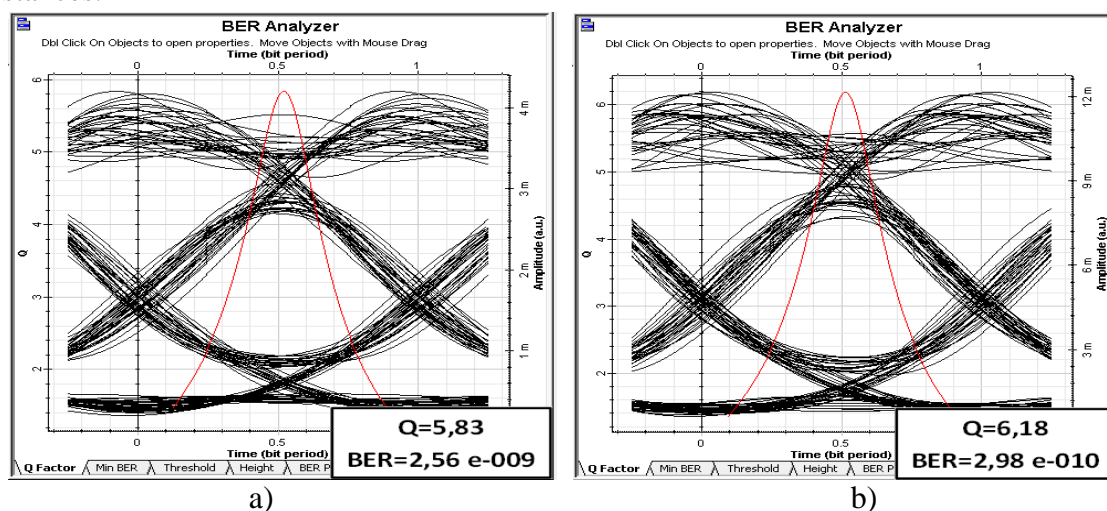 BER Analyzer
Dbl Click On Objects to open properties. Move Objects with Mouse Drag
Time (bit period)
0 0.5 1
6
5
4
3
2
Q
4 m
3 m
2 m
1 m
Amplitude (a.u.)
0 0.5
Time (bit period)
Q Factor Min BER Threshold Height BER P
Q=5,83
BER=2,56 e-009
a)
BER Analyzer
Dbl Click On Objects to open properties. Move Objects with Mouse Drag
Time (bit period)
0 0.5 1
6
5
4
3
2
Q
12 m
9 m
6 m
3 m
Amplitude (a.u.)
0 0.5
Time (bit period)
Q Factor Min BER Threshold Height BER P
Q=6,18
BER=2,98 e-010
b)